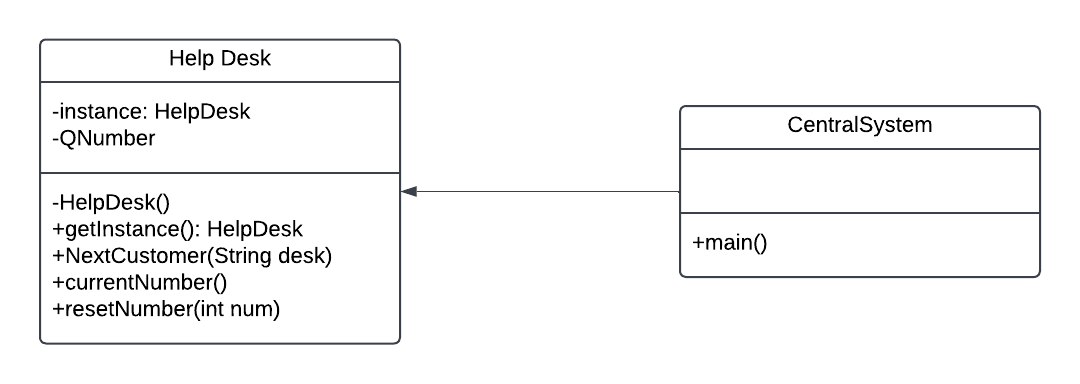 Help Desk
-instance: HelpDesk
-QNumber
-HelpDesk()
+getInstance(): HelpDesk
+NextCustomer(String desk)
+currentNumber()
+resetNumber(int num)
CentralSystem
+main()